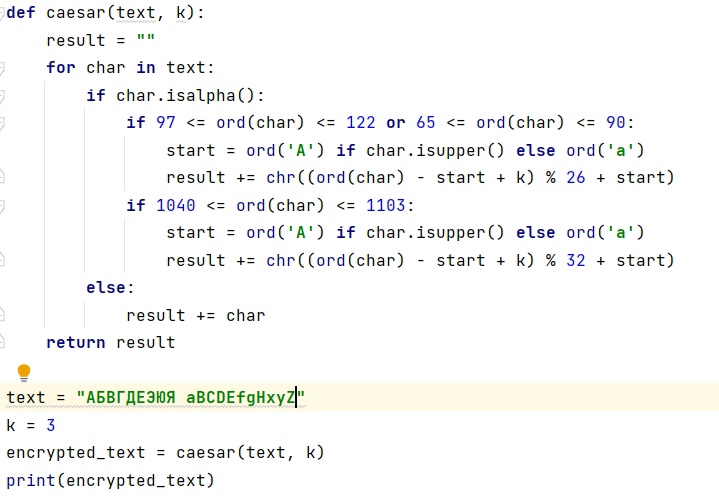 def caesar(text, k):
    result = ""
    for char in text:
        if char.isalpha():
            if 97 <= ord(char) <= 122 or 65 <= ord(char) <= 90:
                start = ord('A') if char.isupper() else ord('a')
                result += chr((ord(char) - start + k) % 26 + start)
            if 1040 <= ord(char) <= 1103:
                start = ord('А') if char.isupper() else ord('а')
                result += chr((ord(char) - start + k) % 32 + start)
        else:
            result += char
    return result
text = "АБВГДЕЭЮЯ aBCDEfgHxyZ"
k = 3
encrypted_text = caesar(text, k)
print(encrypted_text)